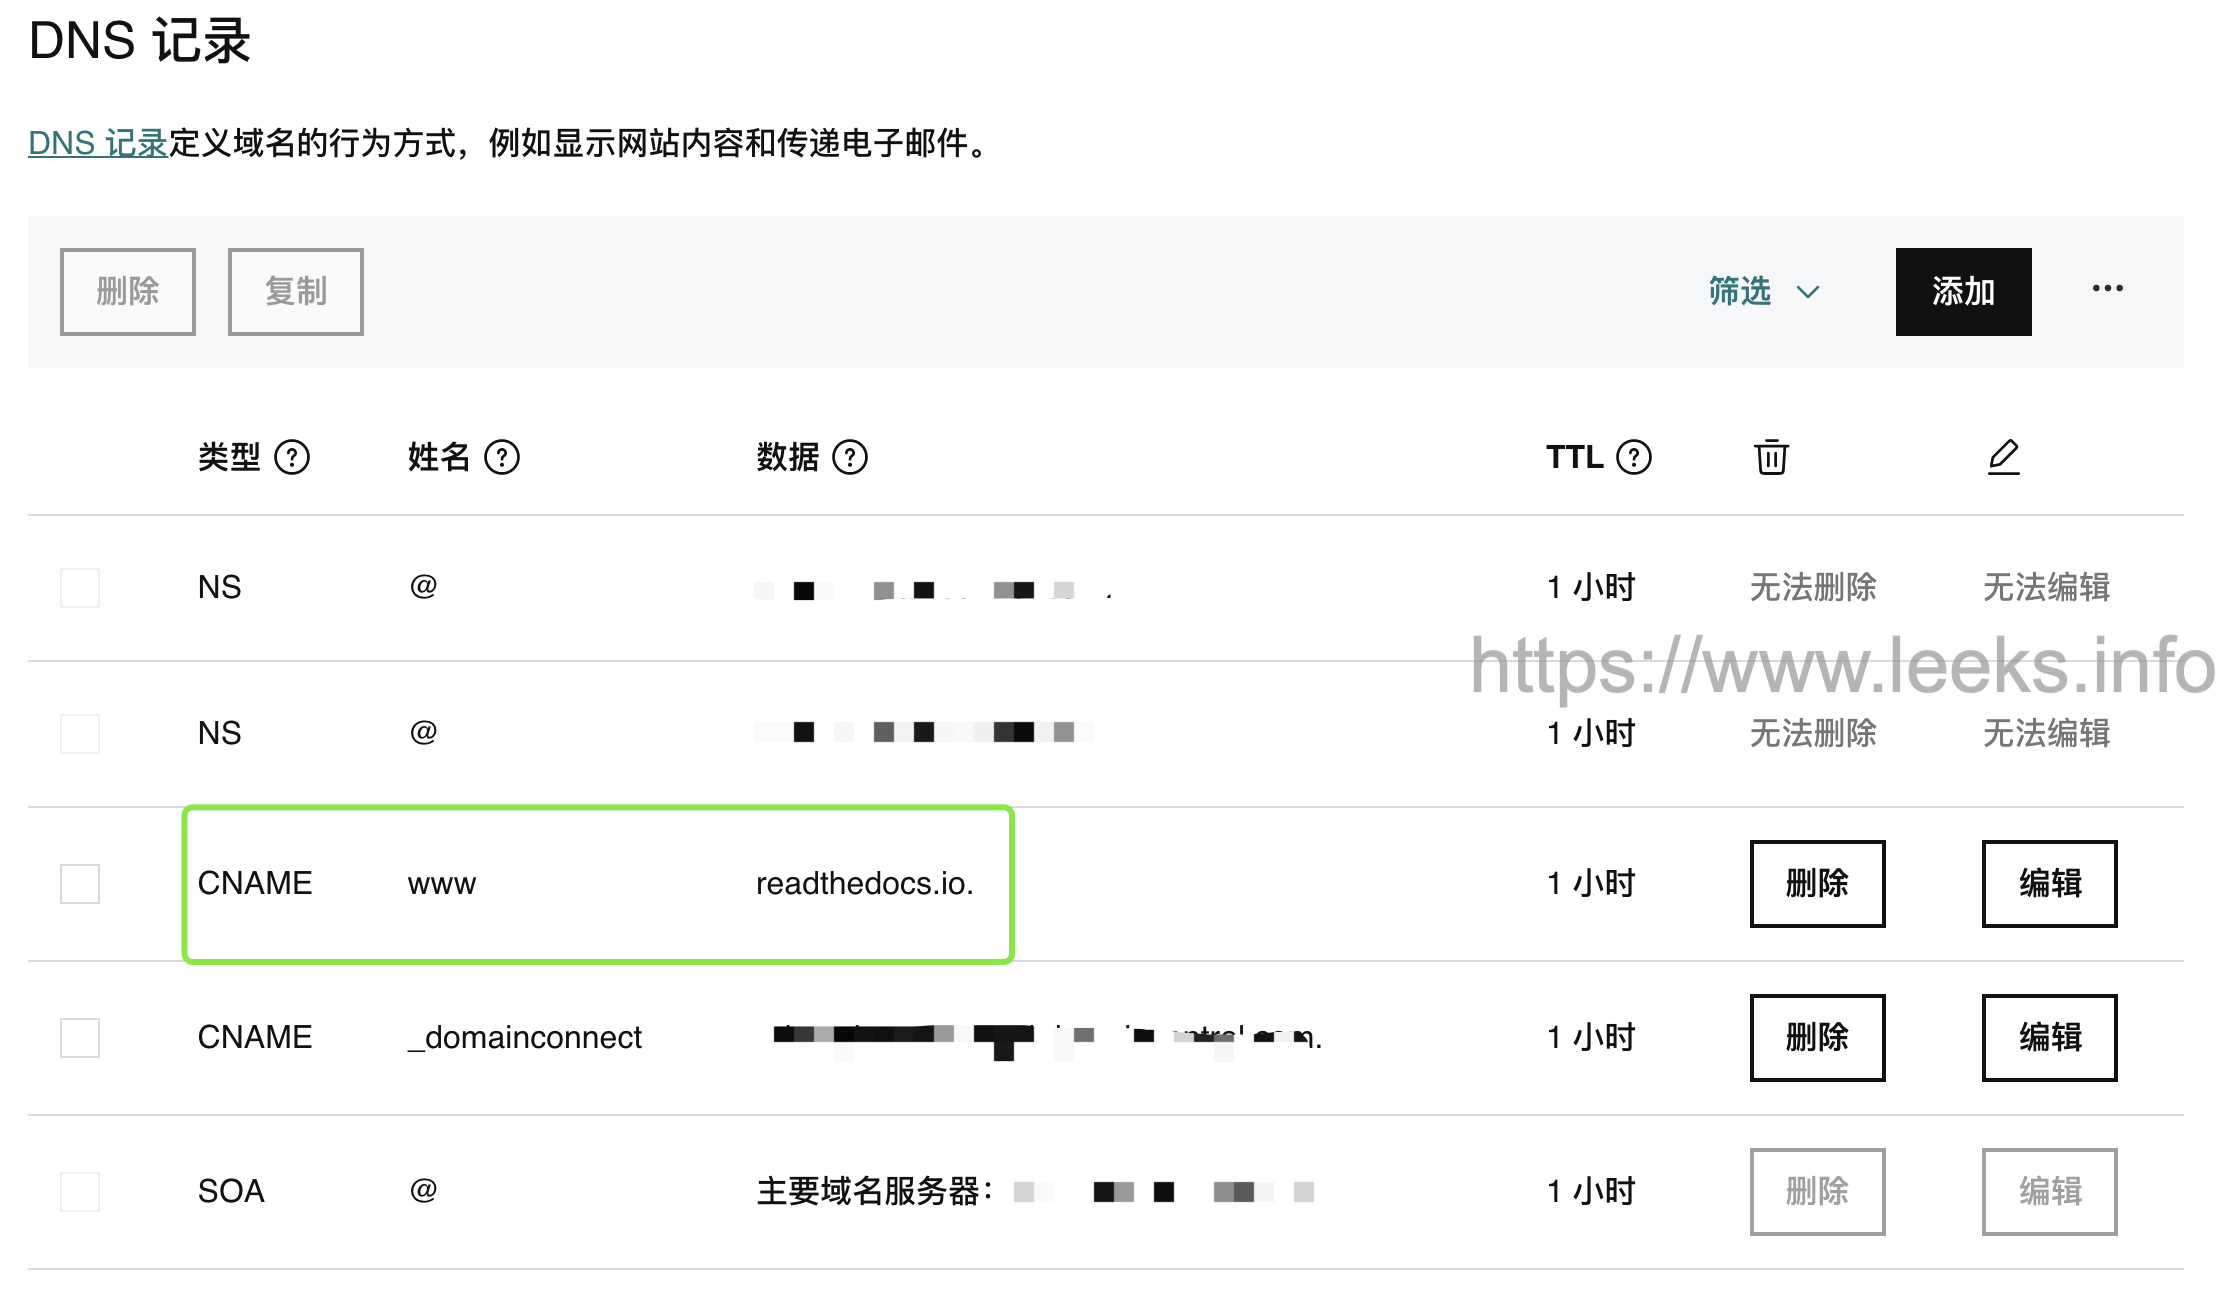 DNS 记录
DNS 记录定义域名的行为方式，例如显示网站内容和传递电子邮件。
删除 复制 筛选 添加 ···
类型 ? 姓名 ? 数据 ? TTL ?
NS @ 1 小时 无法删除 无法编辑
https://www.leeks.info
NS @ 1 小时 无法删除 无法编辑
CNAME www readthedocs.io. 1 小时 删除 编辑
CNAME _domainconnect 1 小时 删除 编辑
SOA @ 主要域名服务器： 1 小时 删除 编辑